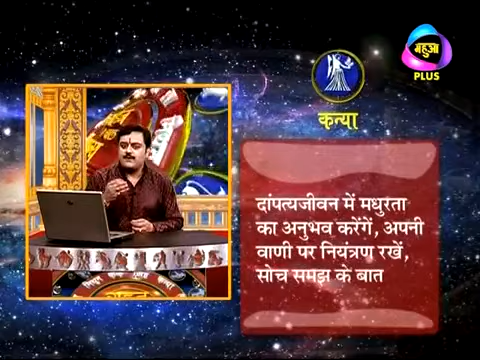 महुआ
PLUS
कन्या
दांपत्यजीवन में मधुरता
का अनुभव करेंगें, अपनी
वाणी पर नियंत्रण रखें,
सोच समझ के बात